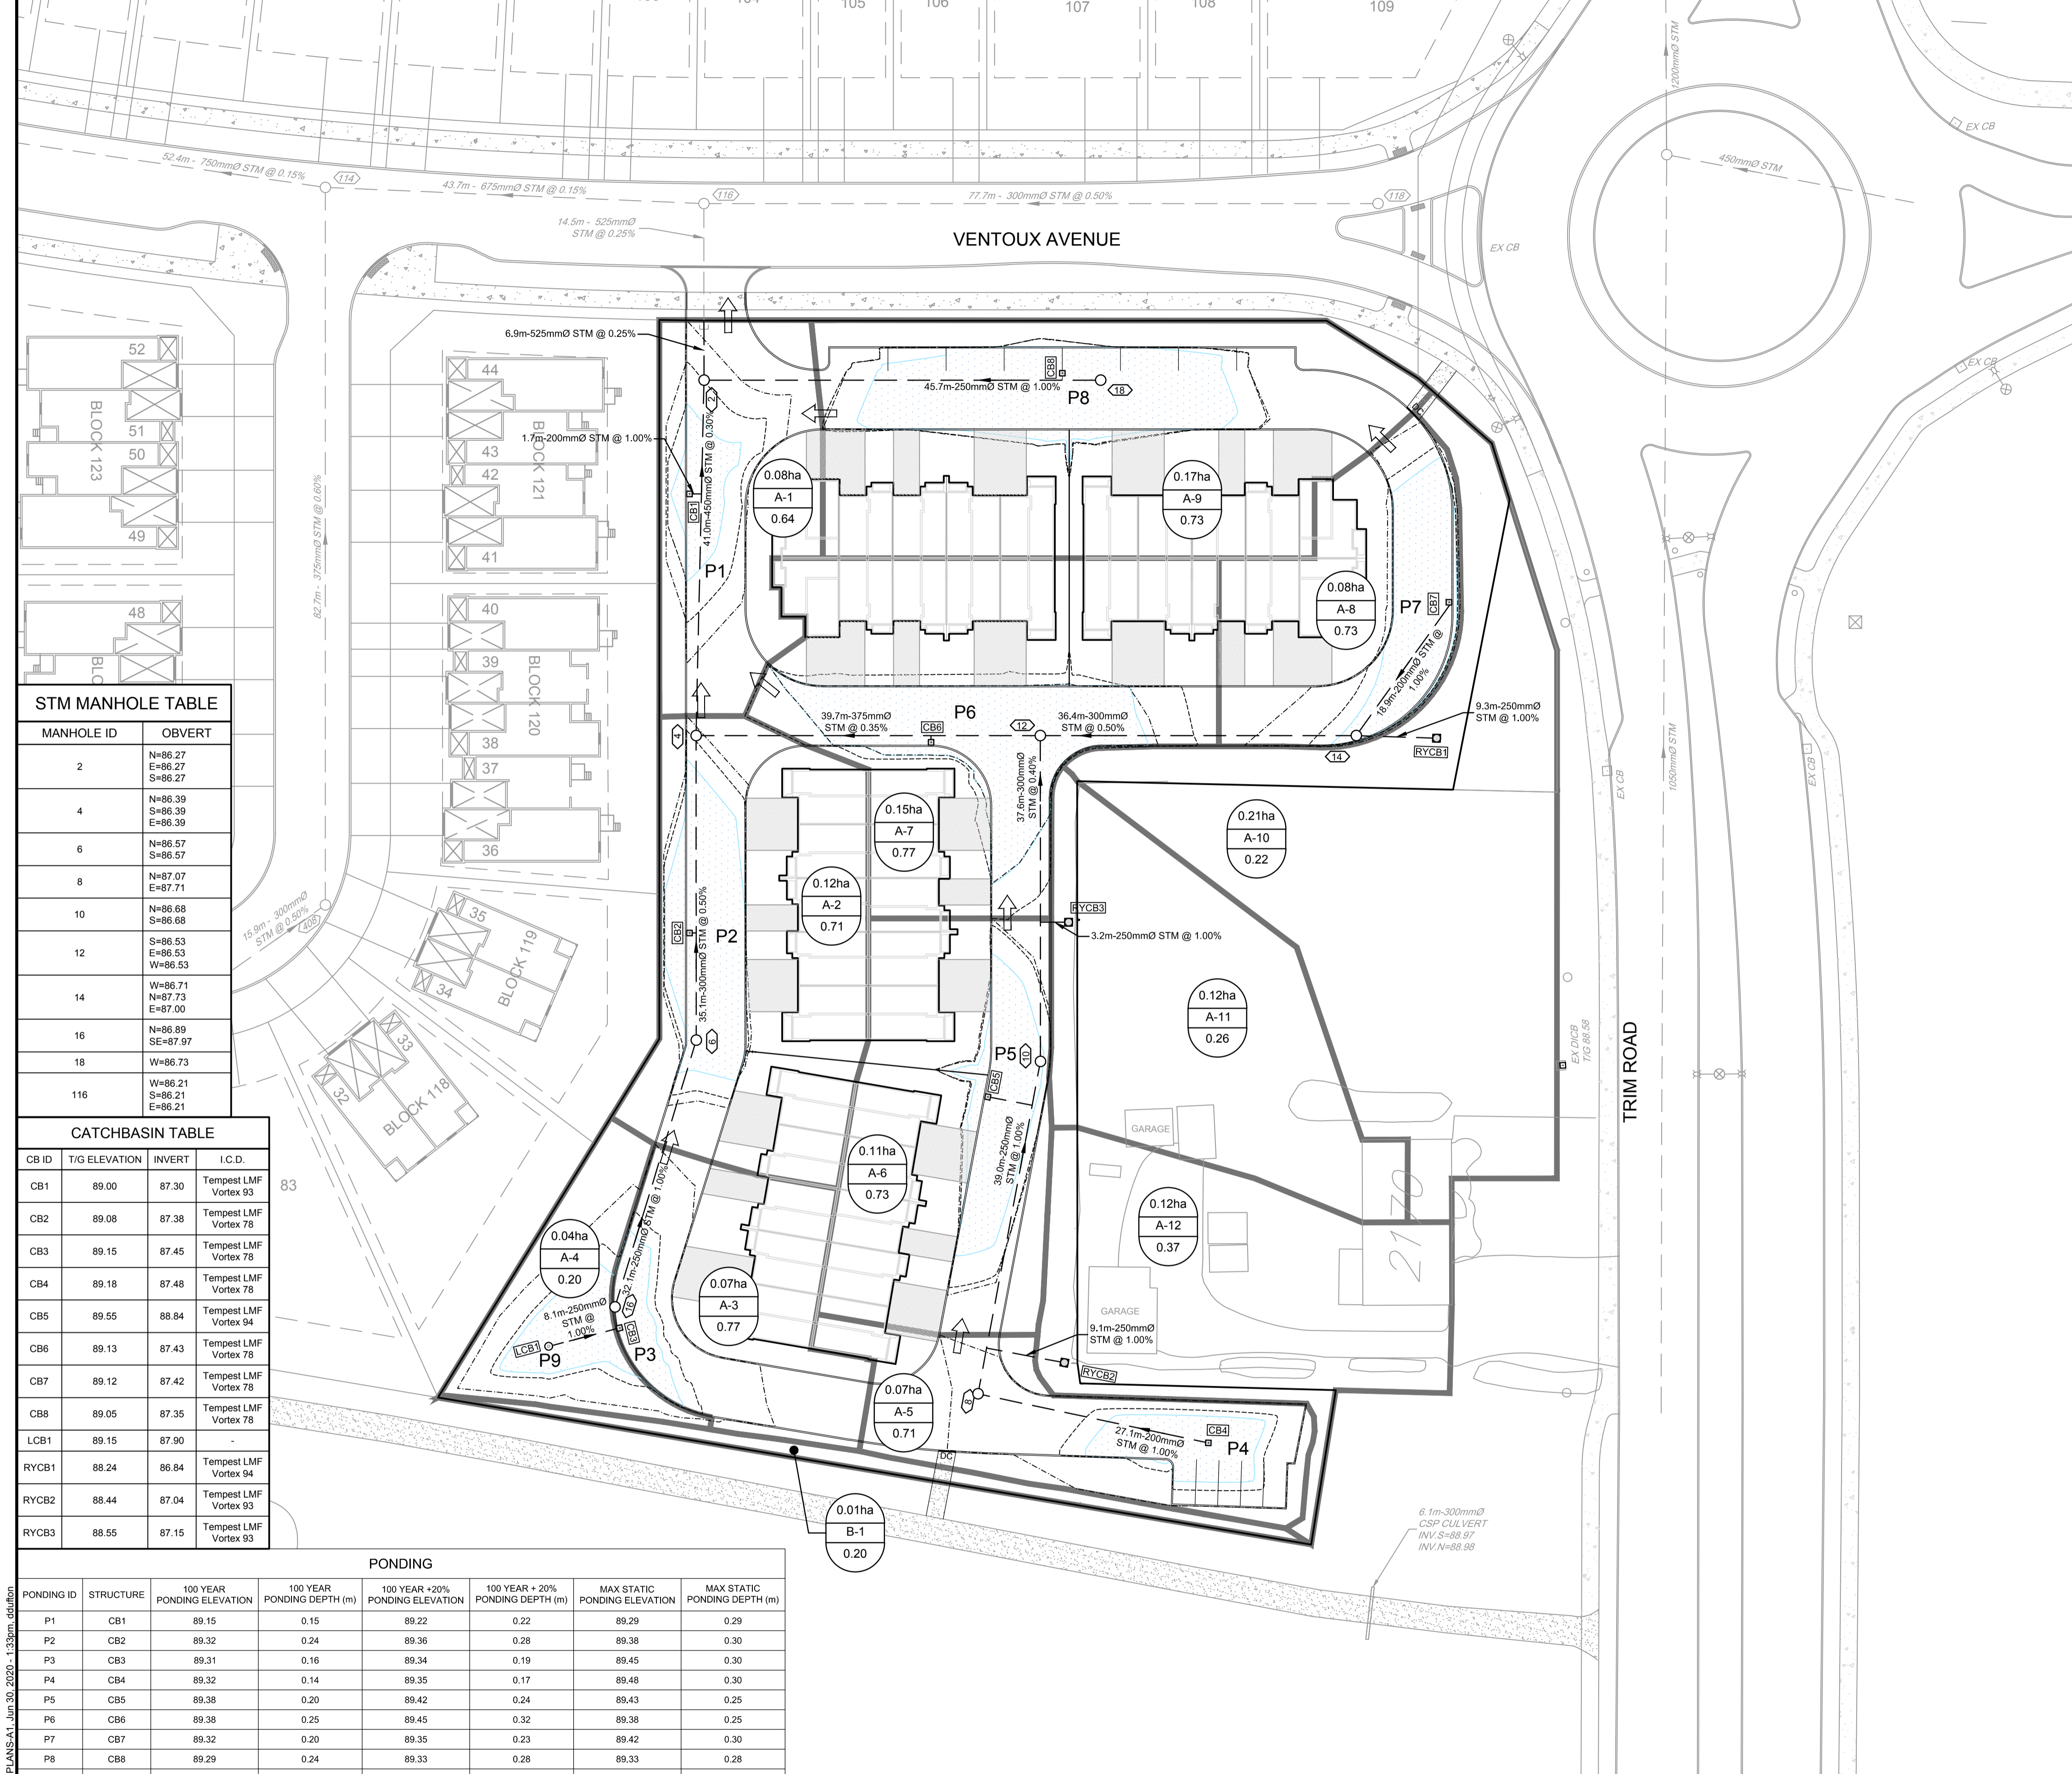 105
106
107
108
109
52.4m - 750mmØ STM @ 0.15%
114
43.7m - 675mmØ STM @ 0.15%
116
77.7m - 300mmØ STM @ 0.50%
118
14.5m - 525mmØ
STM @ 0.25%
VENTOUX AVENUE
1200mmØ STM
450mmØ STM
EX CB
EX CB
EX CB
6.9m-525mmØ STM @ 0.25%
2
CB8
45.7m-250mmØ STM @ 1.00%
18
P8
1.7m-200mmØ STM @ 1.00%
41.0m-450mmØ STM @ 0.30%
CB1
P1
0.08ha
A-1
0.64
0.17ha
A-9
0.73
0.08ha
A-8
0.73
P7
CB7
18.9m-200mmØ STM @
1.00%
9.3m-250mmØ
STM @ 1.00%
RYCB1
14
52
51
50
49
48
BLOCK 123
44
43
42
41
BLOCK 121
40
39
38
37
36
BLOCK 120
82.7m - 375mmØ STM @ 0.60%
15.9m - 300mmØ
STM @ 0.50%
408
35
34
BLOCK 119
33
32
BLOCK 118
83
4
39.7m-375mmØ
STM @ 0.35%
CB6
P6
12
36.4m-300mmØ
STM @ 0.50%
37.6m-300mmØ
STM @ 0.40%
0.15ha
A-7
0.77
0.12ha
A-2
0.71
CB2
P2
35.1m-300mmØ STM @ 0.50%
6
RYCB3
3.2m-250mmØ STM @ 1.00%
0.21ha
A-10
0.22
0.12ha
A-11
0.26
P5
10
CB5
39.0m-250mmØ
STM @ 1.00%
0.11ha
A-6
0.73
GARAGE
0.12ha
A-12
0.37
2170
GARAGE
EX DICB
T/G 88.58
EX CB
EX CB
1050mmØ STM
TRIM ROAD
0.04ha
A-4
0.20
32.1m-250mmØ STM @ 1.00%
16
8.1m-250mmØ
STM @
1.00%
LCB1
P9
CB3
P3
0.07ha
A-3
0.77
9.1m-250mmØ
STM @ 1.00%
RYCB2
0.07ha
A-5
0.71
8
DC
27.1m-200mmØ
STM @ 1.00%
CB4
P4
0.01ha
B-1
0.20
6.1m-300mmØ
CSP CULVERT
INV.S=88.97
INV.N=88.98
STM MANHOLE TABLE
MANHOLE ID OBVERT
2 N=86.27
E=86.27
S=86.27
4 N=86.39
S=86.39
E=86.39
6 N=86.57
S=86.57
8 N=87.07
E=87.71
10 N=86.68
S=86.68
12 S=86.53
E=86.53
W=86.53
14 W=86.71
N=87.73
E=87.00
16 N=86.89
SE=87.97
18 W=86.73
116 W=86.21
S=86.21
E=86.21
CATCHBASIN TABLE
CB ID T/G ELEVATION INVERT I.C.D.
CB1 89.00 87.30 Tempest LMF
Vortex 93
CB2 89.08 87.38 Tempest LMF
Vortex 78
CB3 89.15 87.45 Tempest LMF
Vortex 78
CB4 89.18 87.48 Tempest LMF
Vortex 78
CB5 89.55 88.84 Tempest LMF
Vortex 94
CB6 89.13 87.43 Tempest LMF
Vortex 78
CB7 89.12 87.42 Tempest LMF
Vortex 78
CB8 89.05 87.35 Tempest LMF
Vortex 78
LCB1 89.15 87.90 -
RYCB1 88.24 86.84 Tempest LMF
Vortex 94
RYCB2 88.44 87.04 Tempest LMF
Vortex 93
RYCB3 88.55 87.15 Tempest LMF
Vortex 93
PONDING
PONDING ID STRUCTURE 100 YEAR PONDING ELEVATION 100 YEAR PONDING DEPTH (m) 100 YEAR +20% PONDING ELEVATION 100 YEAR + 20% PONDING DEPTH (m) MAX STATIC PONDING ELEVATION MAX STATIC PONDING DEPTH (m)
P1 CB1 89.15 0.15 89.22 0.22 89.29 0.29
P2 CB2 89.32 0.24 89.36 0.28 89.38 0.30
P3 CB3 89.31 0.16 89.34 0.19 89.45 0.30
P4 CB4 89.32 0.14 89.35 0.17 89.48 0.30
P5 CB5 89.38 0.20 89.42 0.24 89.43 0.25
P6 CB6 89.38 0.25 89.45 0.32 89.38 0.25
P7 CB7 89.32 0.20 89.35 0.23 89.42 0.30
P8 CB8 89.29 0.24 89.33 0.28 89.33 0.28
PLANS-A1, Jun 30, 2020 - 1:33pm, ddufton